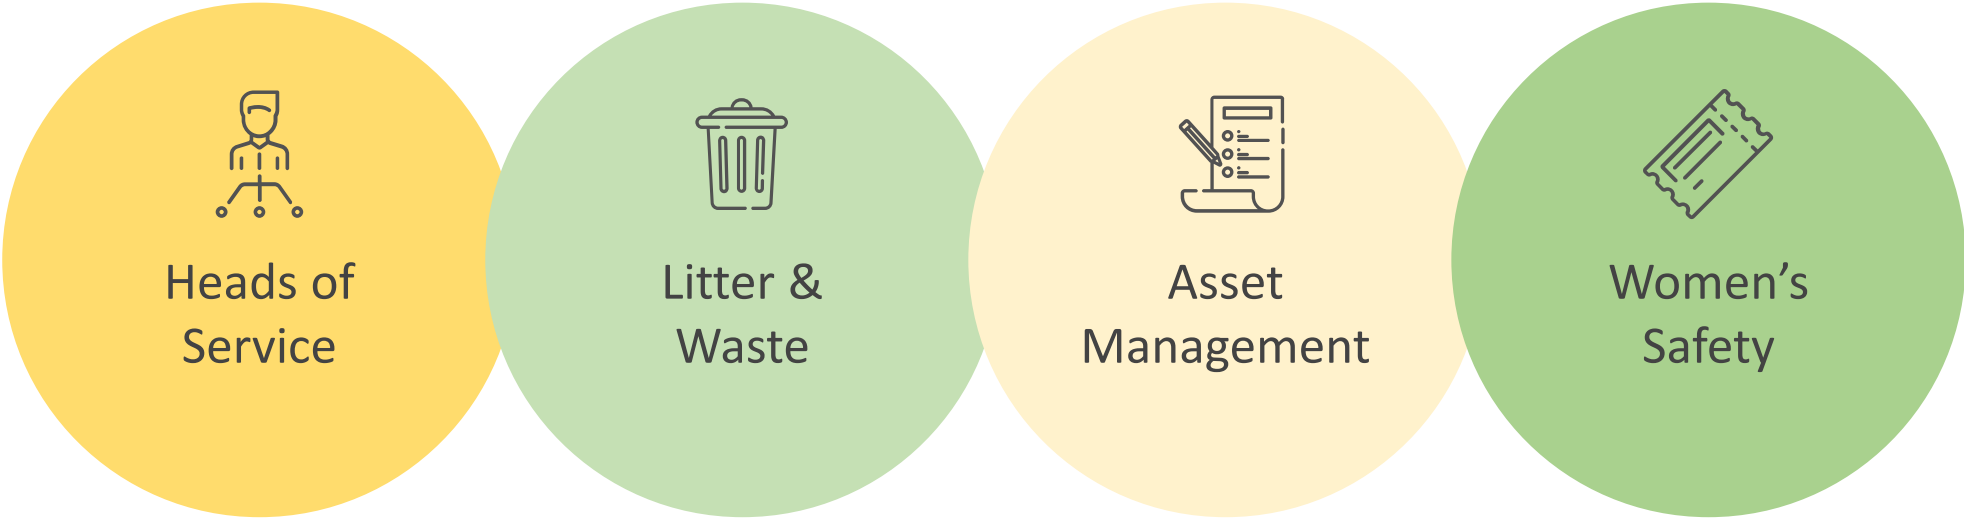 Heads of
Service
Litter &
Waste
Asset
Management
Women’s
Safety